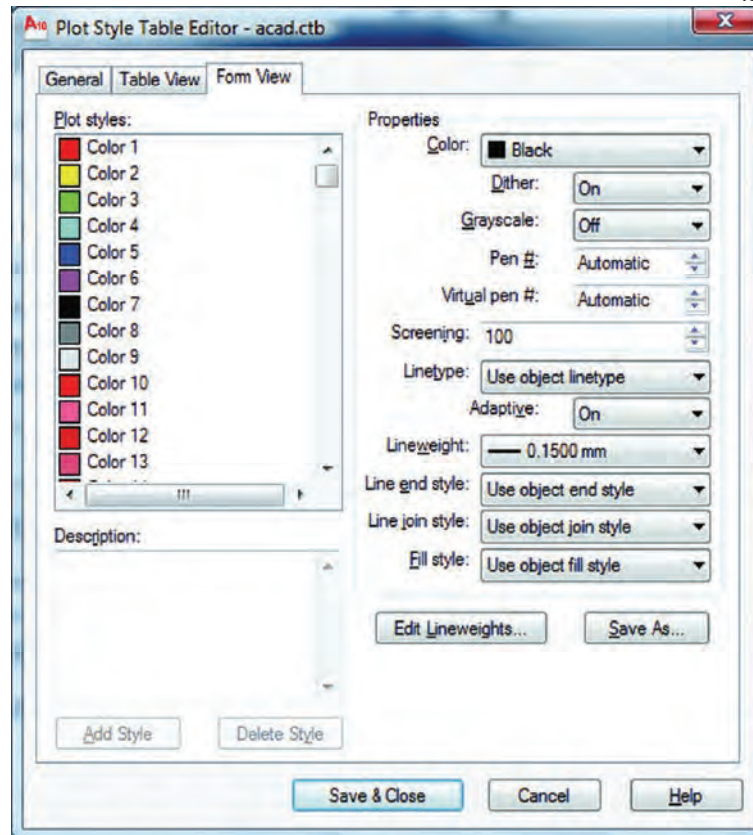 A10 Plot Style Table Editor - acad.ctb
General Table View Form View
Plot styles:
Color 1
Color 2
Color 3
Color 4
Color 5
Color 6
Color 7
Color 8
Color 9
Color 10
Color 11
Color 12
Color 13
Description:
Add Style Delete Style
Properties
Color: Black
Dither: On
Grayscale: Off
Pen #: Automatic
Virtual pen #: Automatic
Screening: 100
Linetype: Use object linetype
Adaptive: On
Lineweight: 0.1500 mm
Line end style: Use object end style
Line join style: Use object join style
Fill style: Use object fill style
Edit Lineweights... Save As...
Save & Close Cancel Help